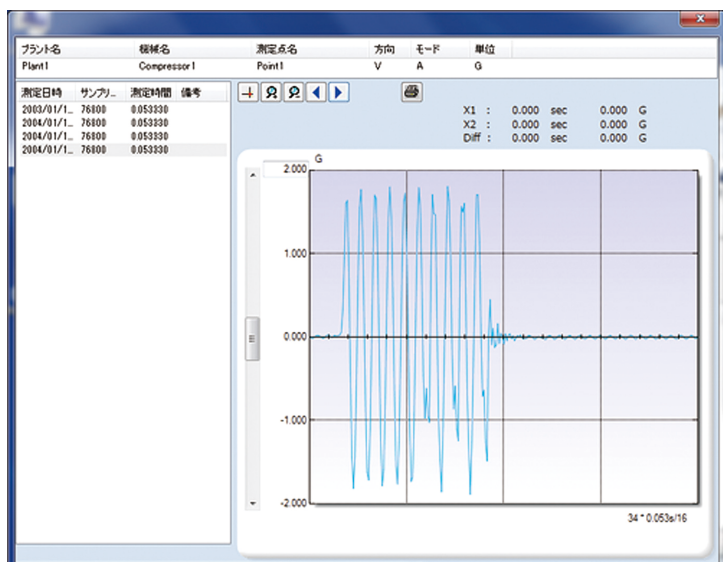 プラント名 機械名 測定点名 方向 モード 単位
Plant1 Compressor1 Point1 V A G
測定日時 サンプリ... 測定時間 備考
2003/01/1... 76800 0.053330
2004/01/1... 76800 0.053330
2004/01/1... 76800 0.053330
2004/01/1... 76800 0.053330
X1 : 0.000 sec 0.000 G
X2 : 0.000 sec 0.000 G
Diff : 0.000 sec 0.000 G
G
2.000
1.000
0.000
-1.000
-2.000
34 * 0.053s/16